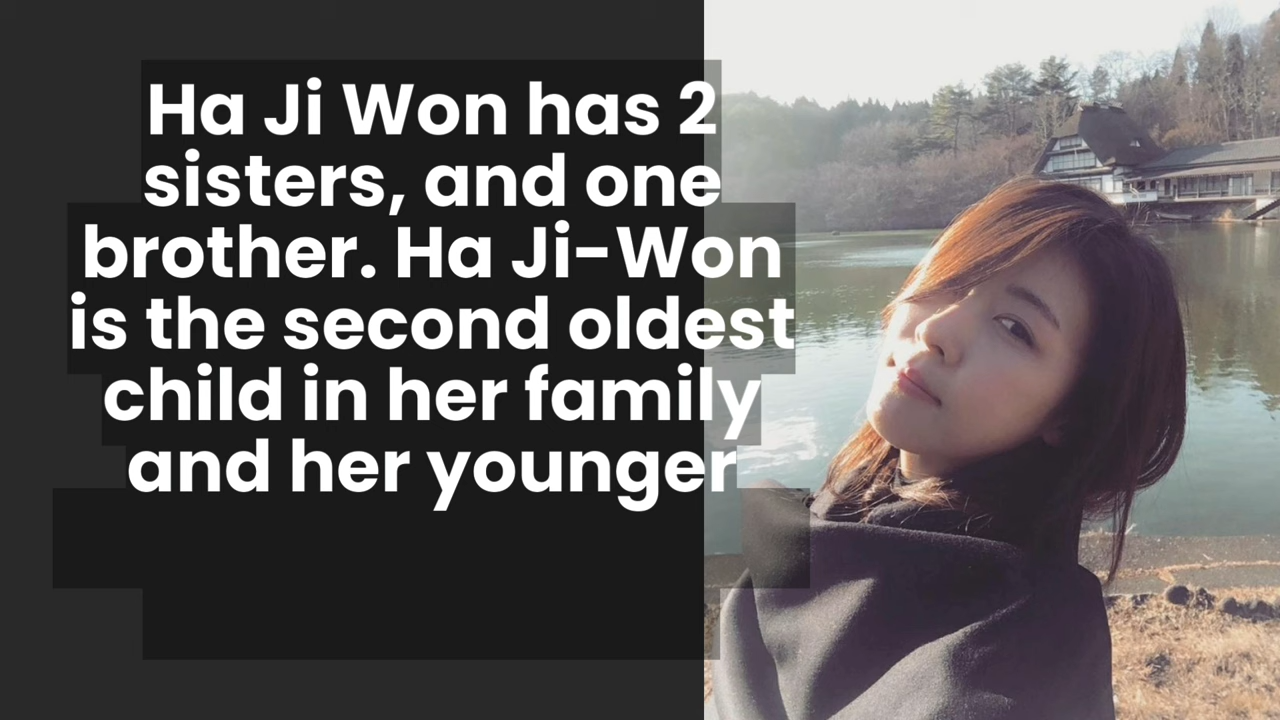 Ha Ji Won has 2
sisters, and one
brother. Ha Ji-Won
is the second oldest
child in her family
and her younger